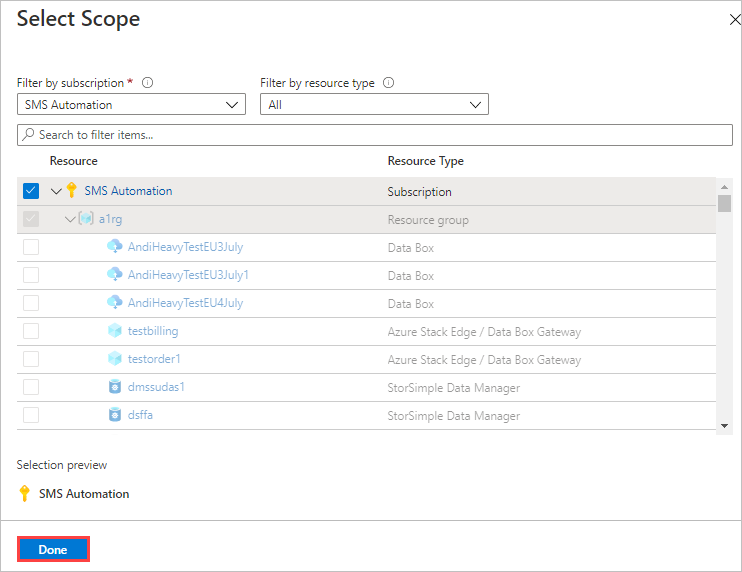 Select Scope
Filter by subscription * Filter by resource type
SMS Automation All
Search to filter items...
Resource Resource Type
SMS Automation Subscription
a1rg Resource group
AndiHeavyTestEU3July Data Box
AndiHeavyTestEU3July1 Data Box
AndiHeavyTestEU4July Data Box
testbilling Azure Stack Edge / Data Box Gateway
testorder1 Azure Stack Edge / Data Box Gateway
dmssudas1 StorSimple Data Manager
dsffa StorSimple Data Manager
Selection preview
SMS Automation
Done